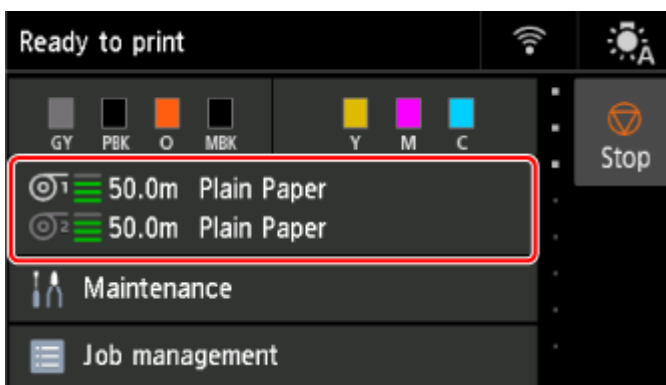 Ready to print
A
GY PBK O MBK Y M C
Stop
1 50.0m Plain Paper
2 50.0m Plain Paper
Maintenance
Job management